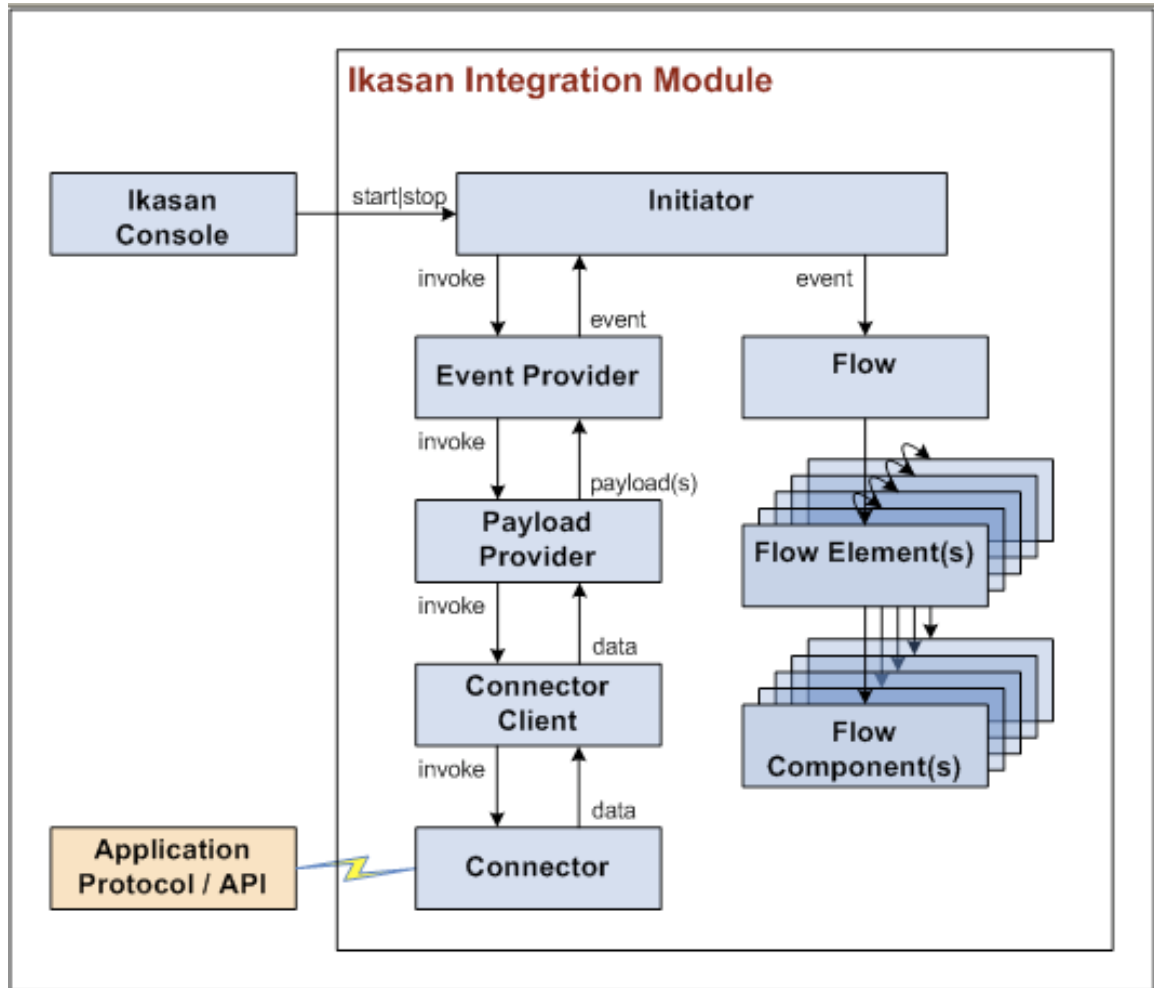 Ikasan Integration Module
Ikasan
Console
start|stop
Initiator
invoke
event
event
Event Provider
Flow
invoke
payload(s)
Payload
Provider
Flow Element(s)
invoke
data
Connector
Client
Flow
Component(s)
invoke
data
Application
Protocol / API
Connector